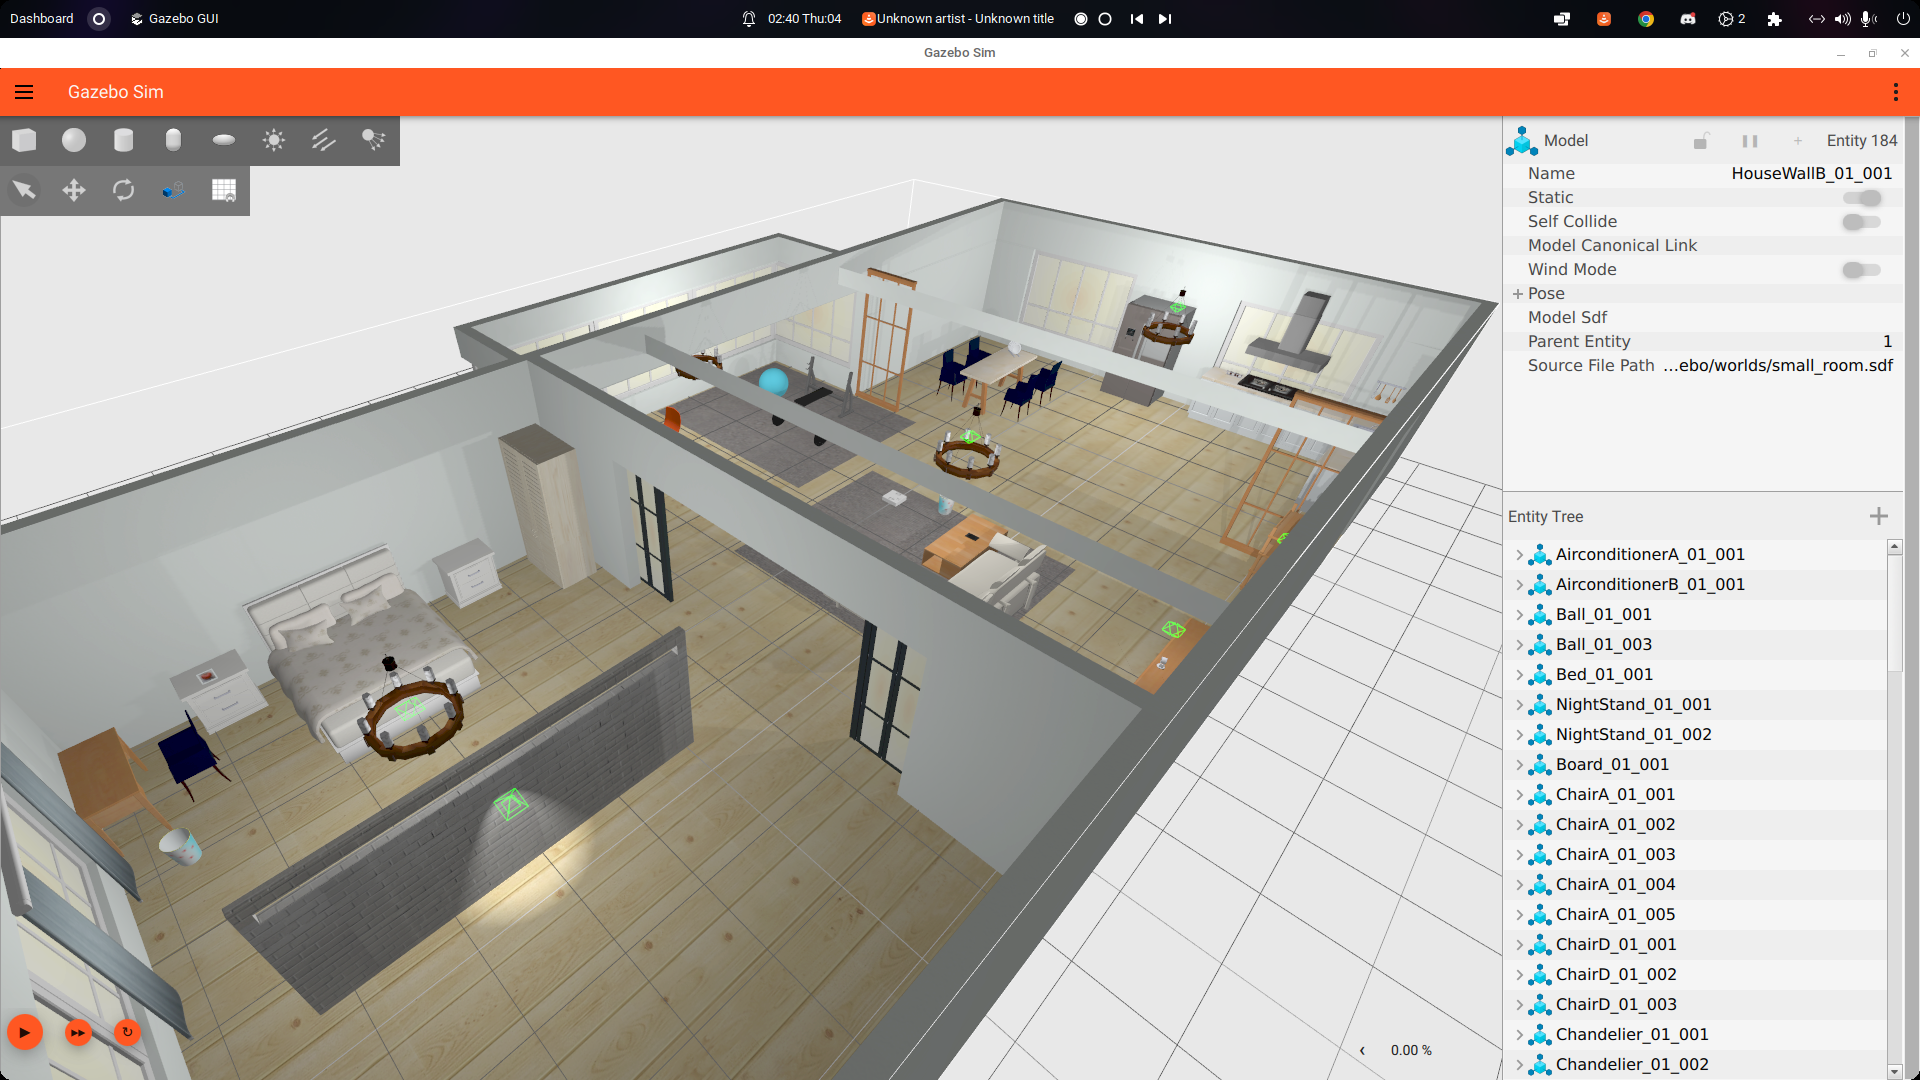 Dashboard
Gazebo GUI
02:40 Thu:04
Unknown artist - Unknown title
2
Gazebo Sim
Gazebo Sim
Model
Entity 184
Name HouseWallB_01_001
Static
Self Collide
Model Canonical Link
Wind Mode
Pose
Model Sdf
Parent Entity 1
Source File Path ...ebo/worlds/small_room.sdf
Entity Tree
AirconditionerA_01_001
AirconditionerB_01_001
Ball_01_001
Ball_01_003
Bed_01_001
NightStand_01_001
NightStand_01_002
Board_01_001
ChairA_01_001
ChairA_01_002
ChairA_01_003
ChairA_01_004
ChairA_01_005
ChairD_01_001
ChairD_01_002
ChairD_01_003
Chandelier_01_001
Chandelier_01_002
0.00 %